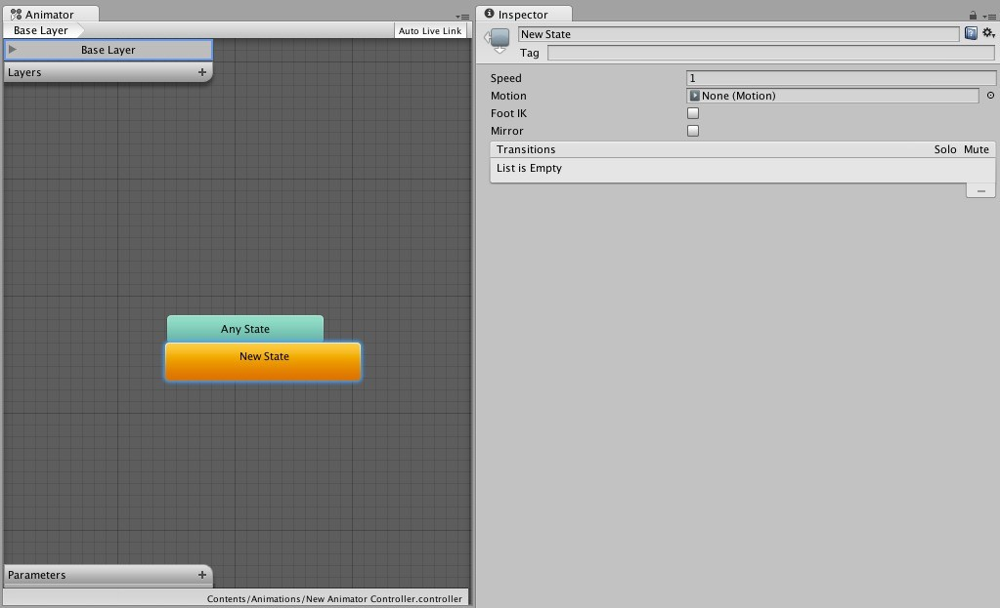 Animator
Base Layer
Auto Live Link
Base Layer
Layers
Any State
New State
Parameters
Contents/Animations/New Animator Controller.controller
Inspector
New State
Tag
Speed 1
Motion None (Motion)
Foot IK
Mirror
Transitions Solo Mute
List is Empty